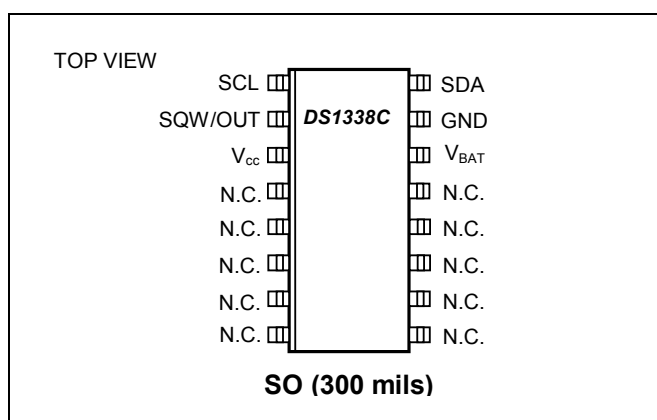 TOP VIEW
SCL SDA
SQW/OUT DS1338C GND
Vcc VBAT
N.C. N.C.
N.C. N.C.
N.C. N.C.
N.C. N.C.
N.C. N.C.
SO (300 mils)